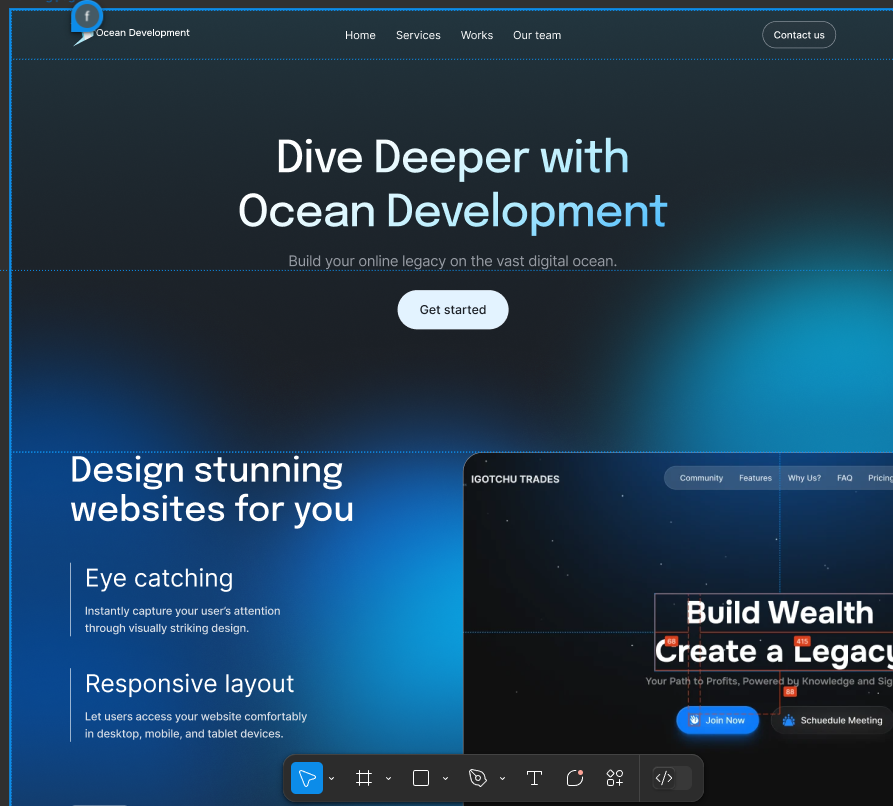 f
Ocean Development
Home Services Works Our team
Contact us
Dive Deeper with
Ocean Development
Build your online legacy on the vast digital ocean.
Get started
Design stunning
websites for you
Eye catching
Instantly capture your user's attention
through visually striking design.
Responsive layout
Let users access your website comfortably
in desktop, mobile, and tablet devices.
IGOTCHU TRADES
Community Features Why Us? FAQ Pricing
Build Wealth
Create a Legacy
66
415
Your Path to Profits, Powered by Knowledge and Sig
88
Join Now
Schuedule Meeting
T
</>